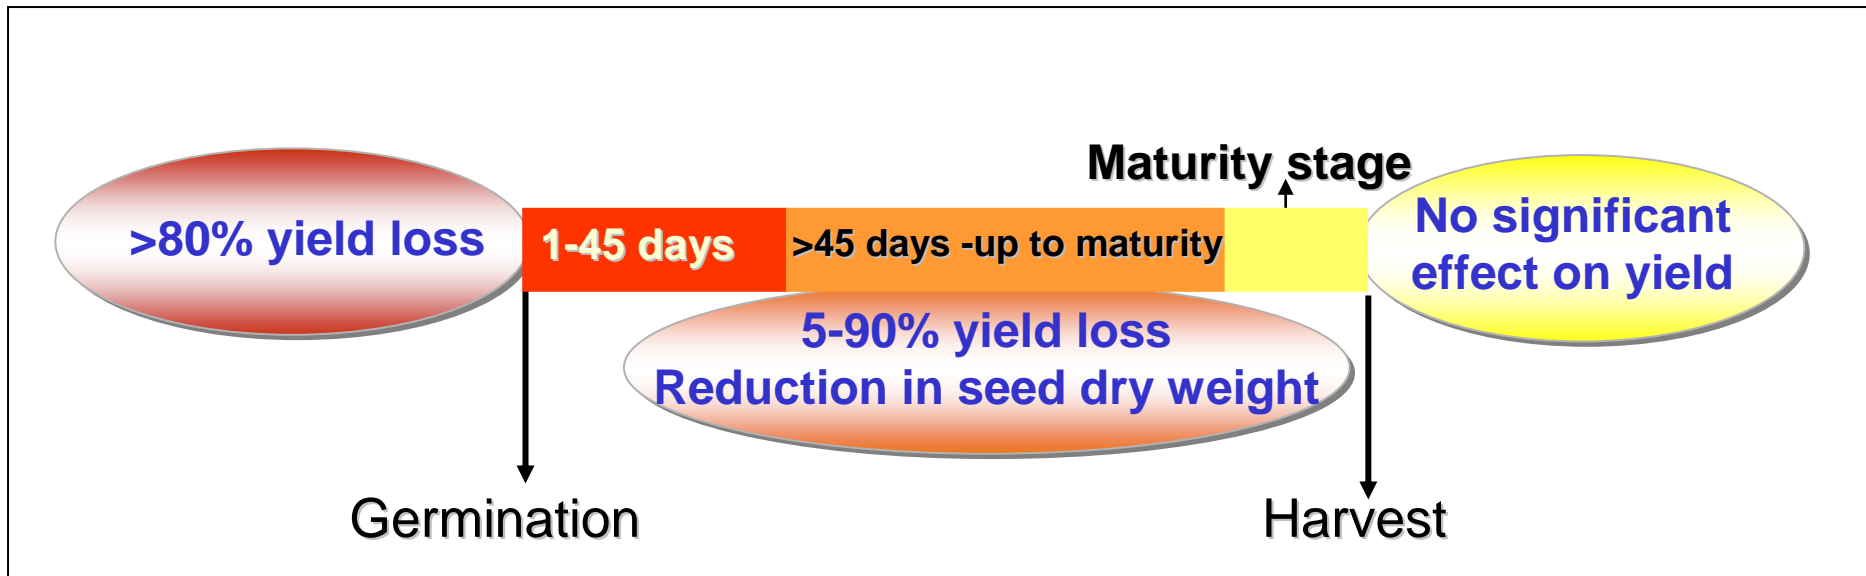 Maturity stage
>80% yield loss
1-45 days
>45 days -up to maturity
No significant
effect on yield
5-90% yield loss
Reduction in seed dry weight
Germination
Harvest